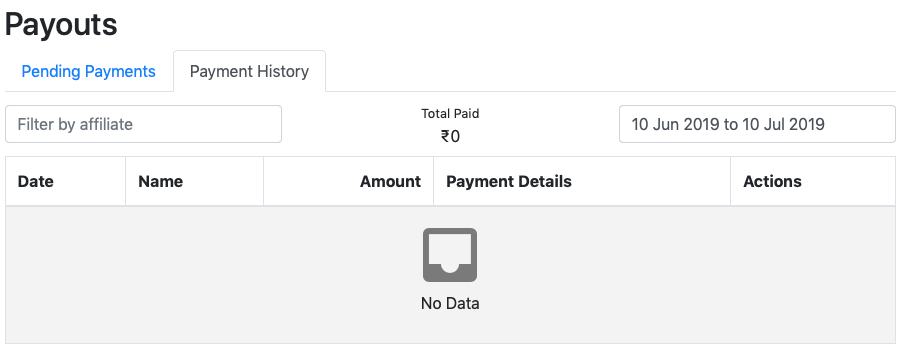 Payouts
Pending Payments Payment History
Filter by affiliate Total Paid 10 Jun 2019 to 10 Jul 2019
₹0
Date Name Amount Payment Details Actions
No Data